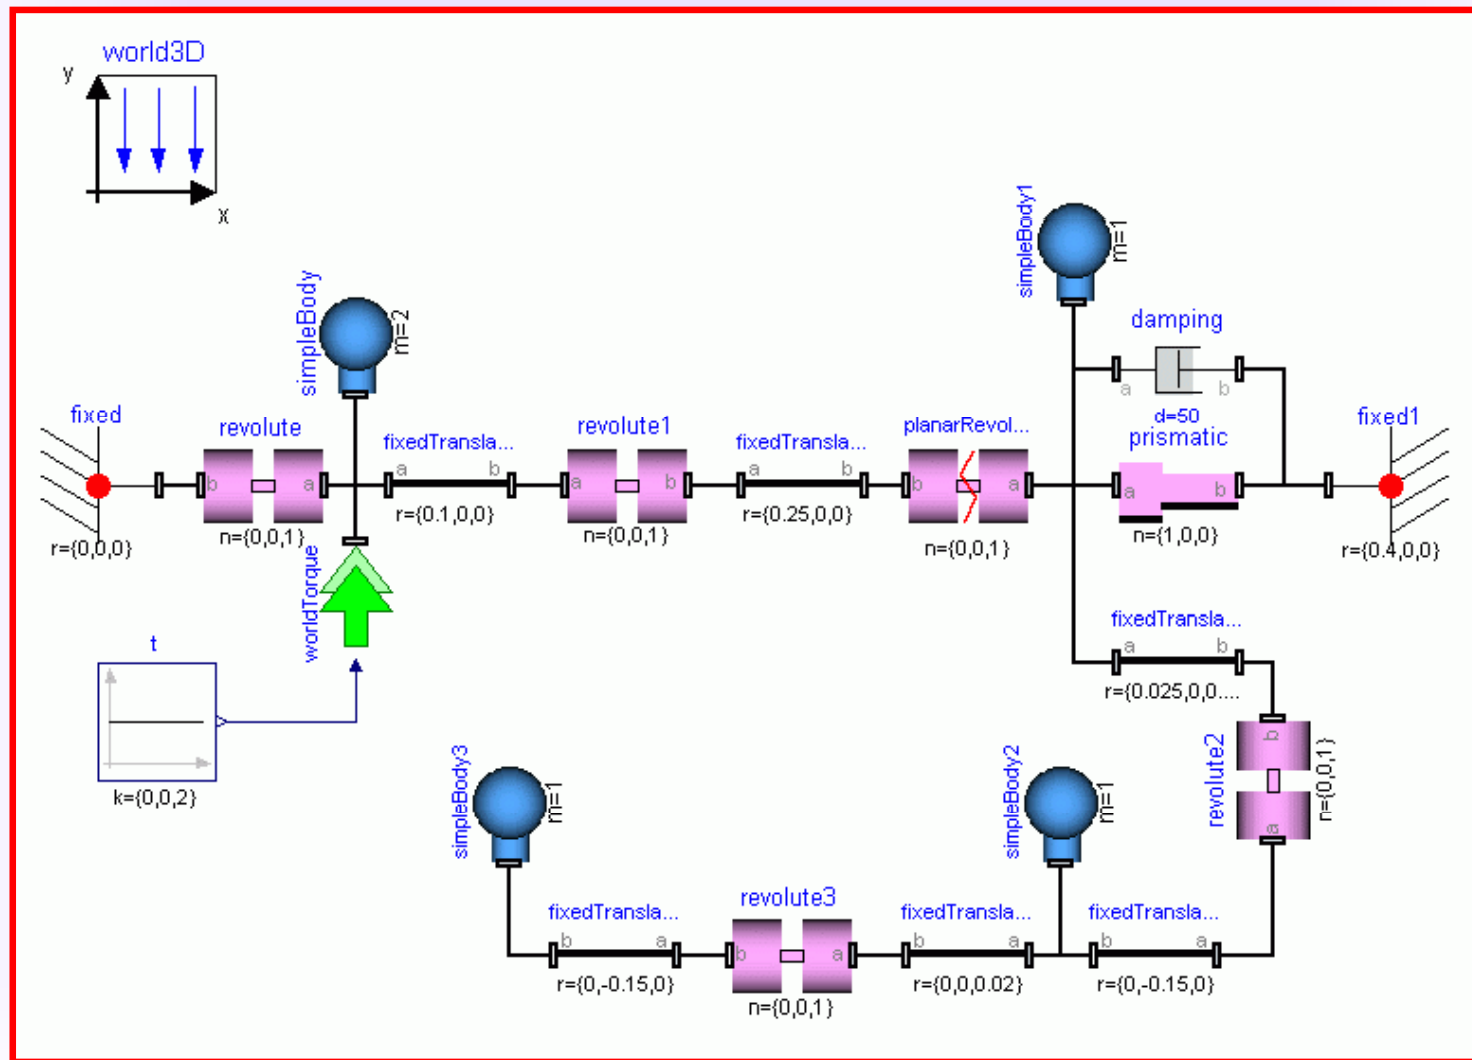 world3D
y
x
simpleBody1
m=1
simpleBody
m=2
damping
a
b
d=50
fixed
revolute
fixedTransla...
revolute1
fixedTransla...
planarRevol...
prismatic
fixed1
b
a
a
b
a
b
a
b
b
a
a
b
r={0,0,0}
n={0,0,1}
r={0.1,0,0}
n={0,0,1}
r={0.25,0,0}
n={0,0,1}
n={1,0,0}
r={0.4,0,0}
worldTorque
fixedTransla...
a
b
r={0.025,0,0....
t
k={0,0,2}
revolute2
b
a
n={0,0,1}
simpleBody3
m=1
simpleBody2
m=1
fixedTransla...
revolute3
fixedTransla...
fixedTransla...
b
a
b
a
b
a
b
a
r={0,-0.15,0}
n={0,0,1}
r={0,0,0.02}
r={0,-0.15,0}